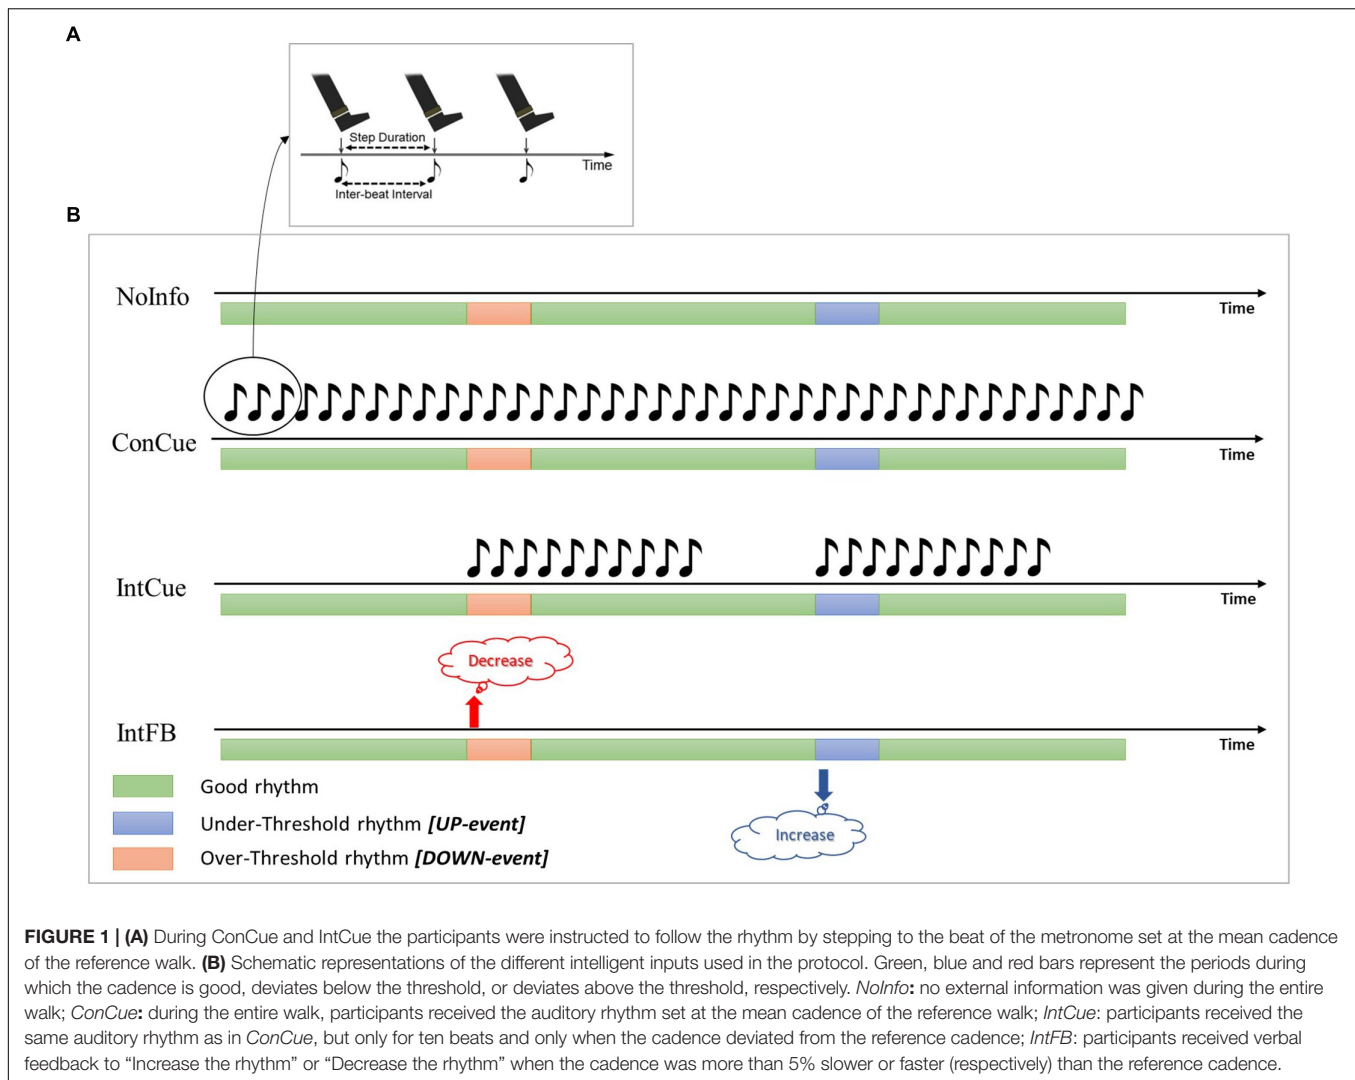 A
Step Duration
Time
Inter-beat Interval
B
NoInfo
Time
ConCue
Time
IntCue
Time
Decrease
IntFB
Time
Good rhythm
Under-Threshold rhythm [UP-event]
Increase
Over-Threshold rhythm [DOWN-event]
FIGURE 1 | (A) During ConCue and IntCue the participants were instructed to follow the rhythm by stepping to the beat of the metronome set at the mean cadence
of the reference walk. (B) Schematic representations of the different intelligent inputs used in the protocol. Green, blue and red bars represent the periods during
which the cadence is good, deviates below the threshold, or deviates above the threshold, respectively. NoInfo: no external information was given during the entire
walk; ConCue: during the entire walk, participants received the auditory rhythm set at the mean cadence of the reference walk; IntCue: participants received the
same auditory rhythm as in ConCue, but only for ten beats and only when the cadence deviated from the reference cadence; IntFB: participants received verbal
feedback to “Increase the rhythm” or “Decrease the rhythm” when the cadence was more than 5% slower or faster (respectively) than the reference cadence.